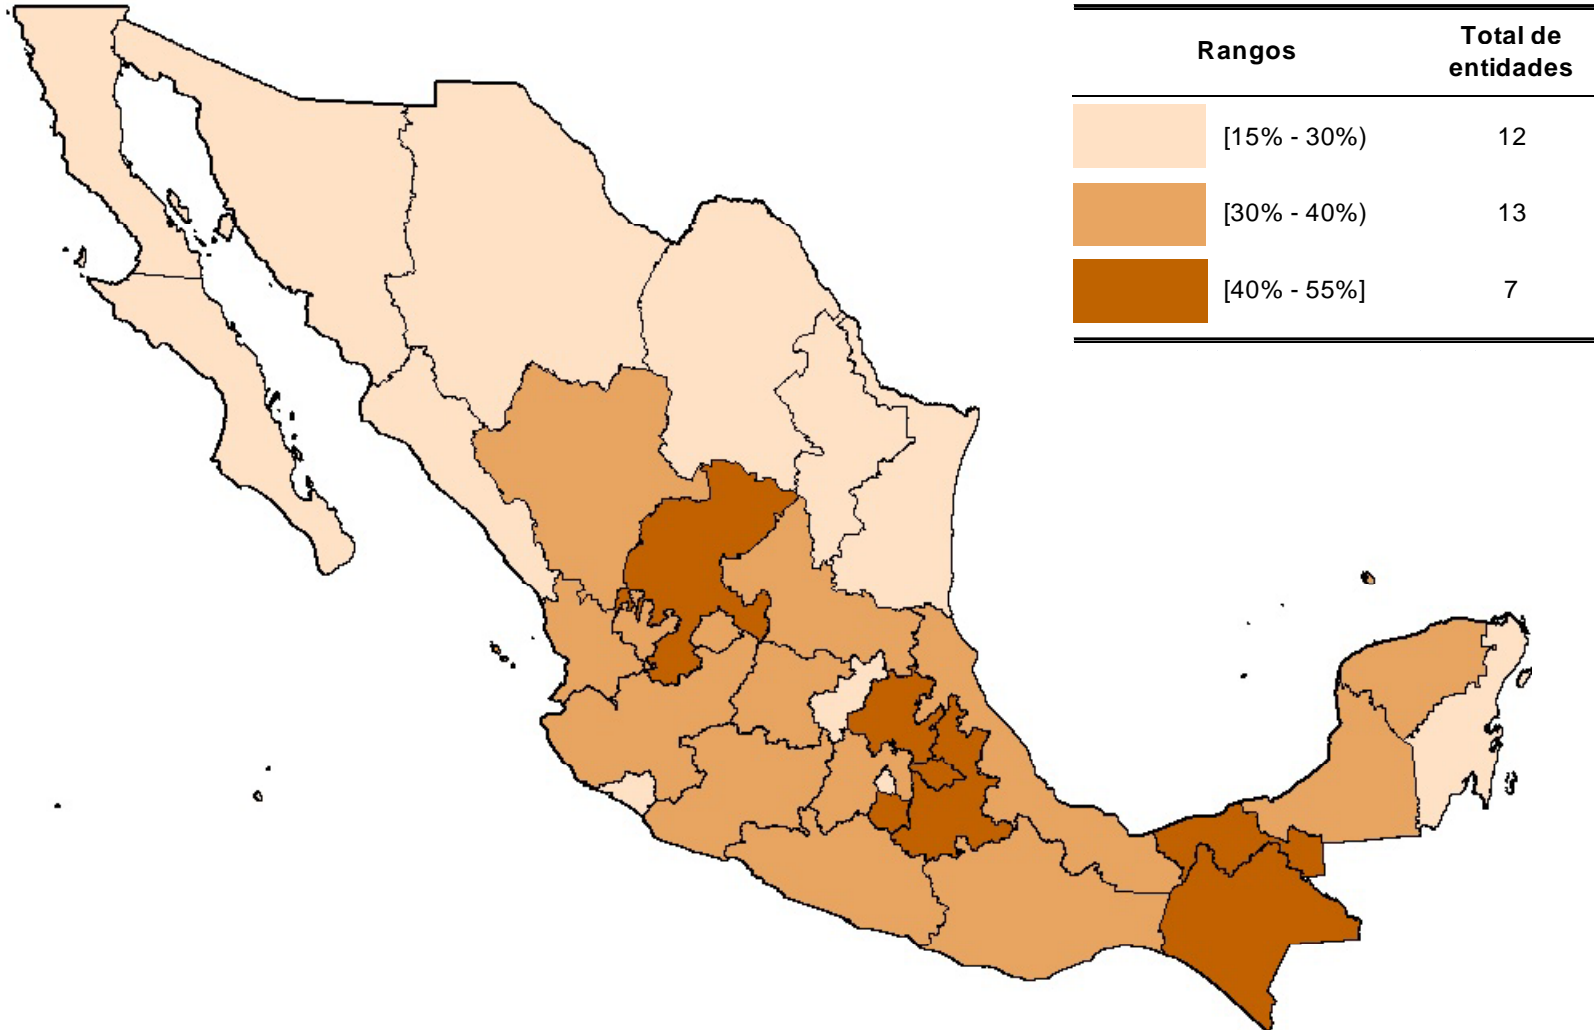 Rangos
Total de
entidades
[15% - 30%) 12
[30% - 40%) 13
[40% - 55%] 7